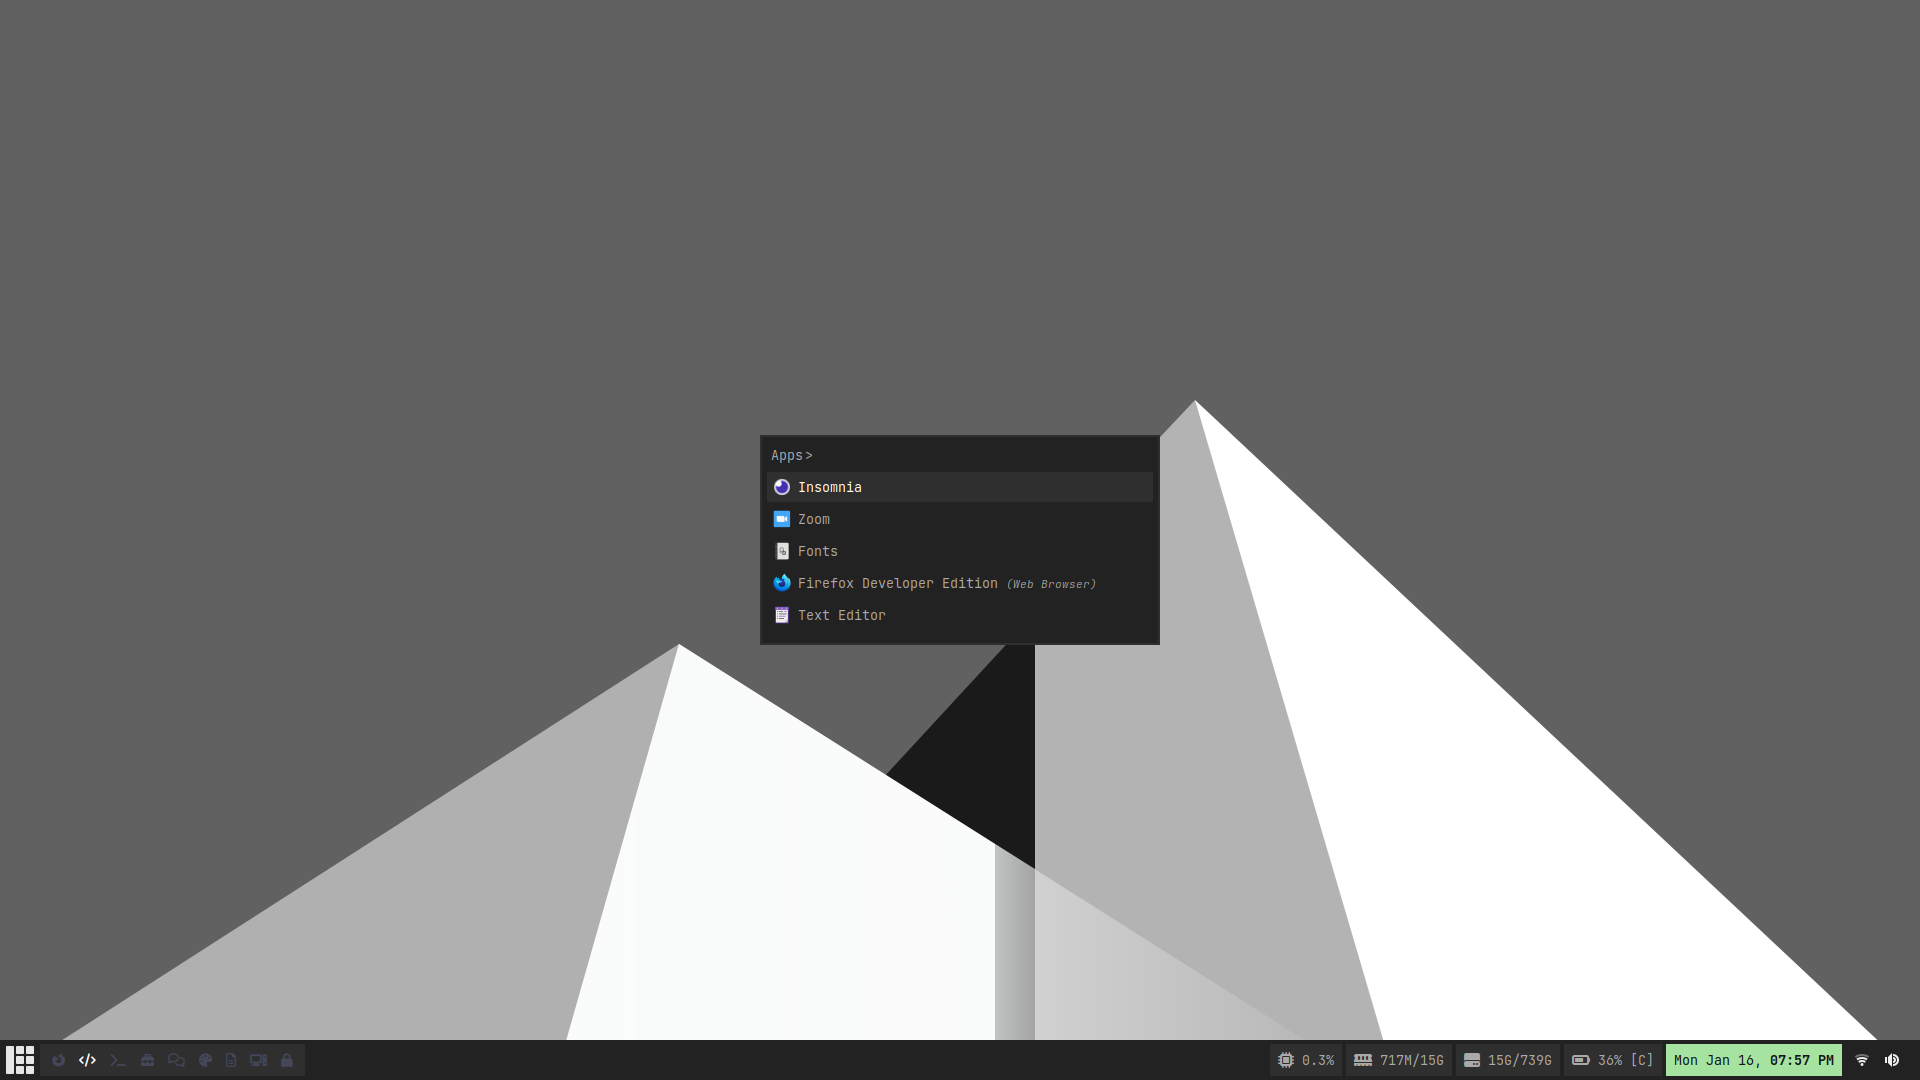 Apps>
Insomnia
Zoom
Fonts
Firefox Developer Edition (Web Browser)
Text Editor
0.3% 717M/15G 15G/739G 36% [C] Mon Jan 16, 07:57 PM